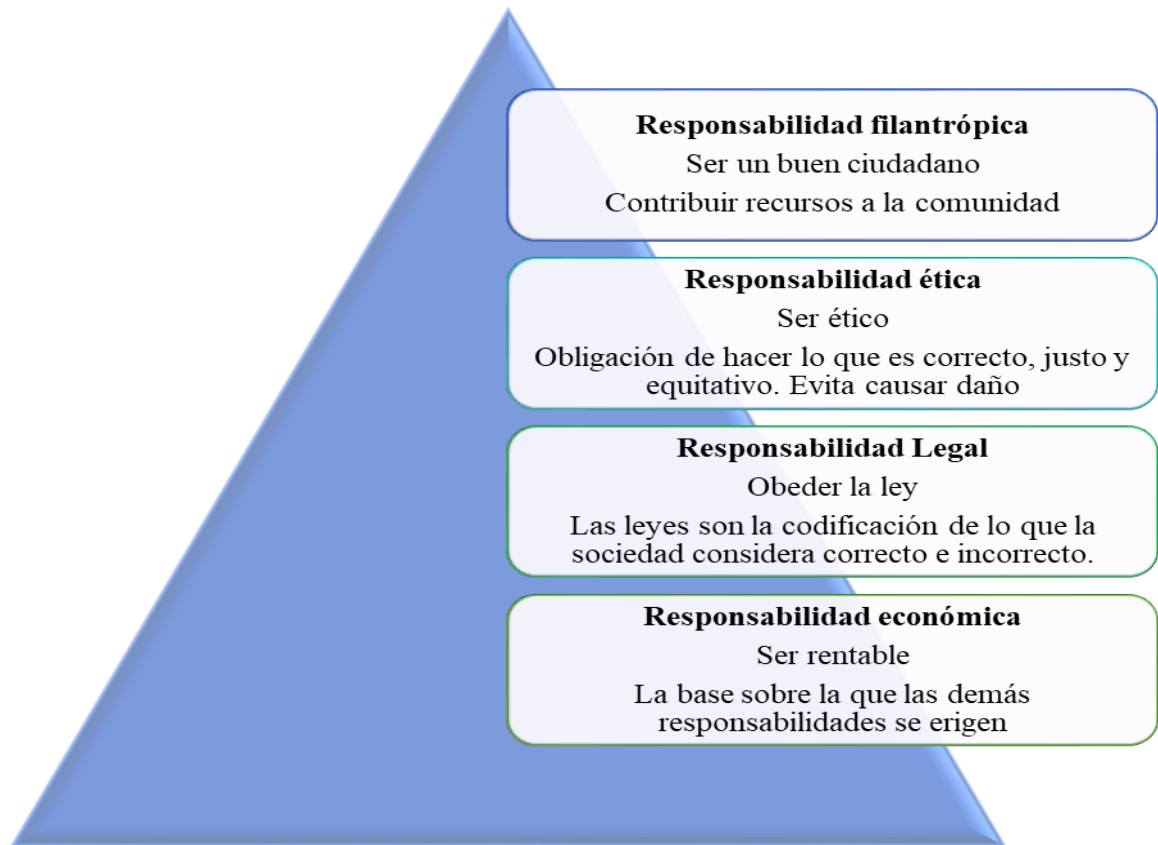 Responsabilidad filantrópica
Ser un buen ciudadano
Contribuir recursos a la comunidad
Responsabilidad ética
Ser ético
Obligación de hacer lo que es correcto, justo y
equitativo. Evita causar daño
Responsabilidad Legal
Obeder la ley
Las leyes son la codificación de lo que la
sociedad considera correcto e incorrecto.
Responsabilidad económica
Ser rentable
La base sobre la que las demás
responsabilidades se erigen